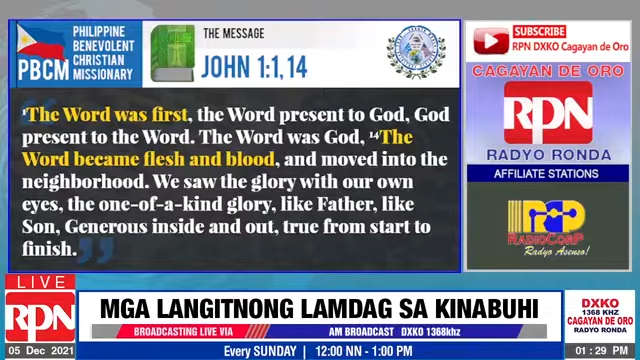 PBCM
PHILIPPINE
BENEVOLENT
CHRISTIAN
MISSIONARY
THE MESSAGE
JOHN 1:1,14
1The Word was first, the Word present to God, God
present to the Word. The Word was God, 14The
Word became flesh and blood, and moved into the
neighborhood. We saw the glory with our own
eyes, the one-of-a-kind glory, like Father, like
Son, Generous inside and out, true from start to
finish.
SUBSCRIBE
RPN DXKO Cagayan de Oro
CAGAYAN DE ORO
RPN
RADYO RONDA
AFFILIATE STATIONS
RADIOCORP
Radyo Asenso!
LIVE
RPN
05 Dec 2021
MGA LANGITNONG LAMDAG SA KINABUHI
BROADCASTING LIVE VIA
AM BROADCAST DXKO 1368khz
Every SUNDAY | 12:00 NN - 1:00 PM
DXKO
1368 KHZ
CAGAYAN DE ORO
RADYO RONDA
01:29 PM